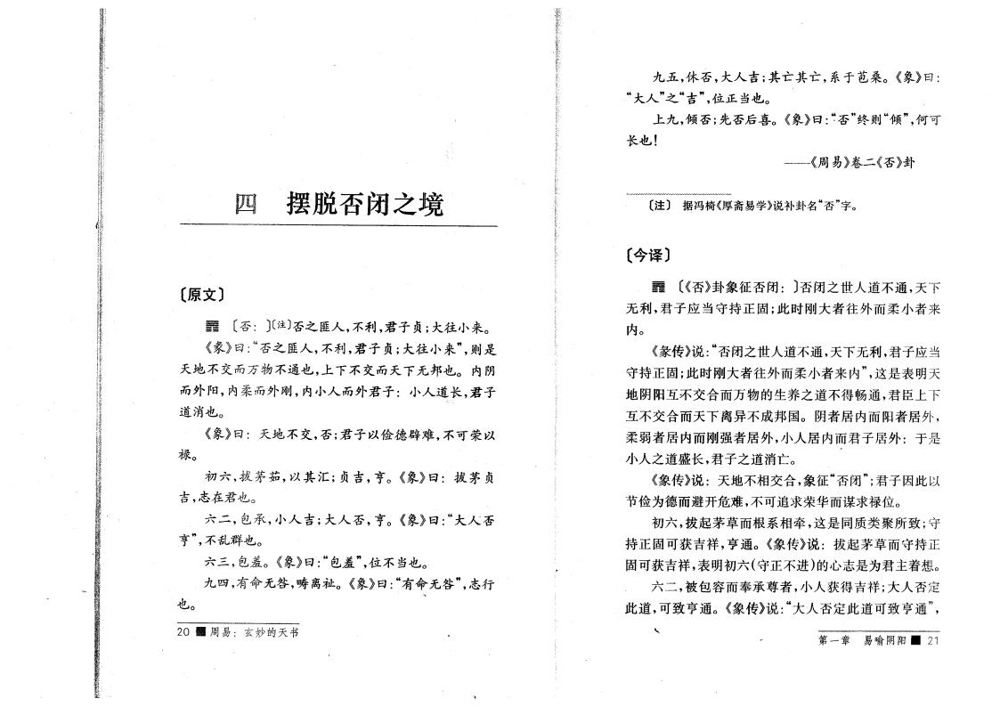 四 摆脱否闭之境
〔原文〕
䷋ 〔否：〕〔注〕否之匪人，不利，君子贞；大往小来。
《彖》曰：“否之匪人，不利，君子贞；大往小来”，则是
天地不交而万物不通也，上下不交而天下无邦也。内阴
而外阳，内柔而外刚，内小人而外君子：小人道长，君子
道消也。
《象》曰：天地不交，否；君子以俭德辟难，不可荣以
禄。
初六，拔茅茹，以其汇；贞吉，亨。《象》曰：拔茅贞
吉，志在君也。
六二，包承，小人吉；大人否，亨。《象》曰：“大人否
亨”，不乱群也。
六三，包羞。《象》曰：“包羞”，位不当也。
九四，有命无咎，畴离祉。《象》曰：“有命无咎”，志行
也。
20 ■ 周易：玄妙的天书
九五，休否，大人吉；其亡其亡，系于苞桑。《象》曰：
“大人”之“吉”，位正当也。
上九，倾否；先否后喜。《象》曰：“否”终则“倾”，何可
长也！
——《周易》卷二《否》卦
〔注〕 据冯椅《厚斋易学》说补卦名“否”字。
〔今译〕
䷋ 〔《否》卦象征否闭：〕否闭之世人道不通，天下
无利，君子应当守持正固；此时刚大者往外而柔小者来
内。
《彖传》说：“否闭之世人道不通，天下无利，君子应当
守持正固；此时刚大者往外而柔小者来内”，这是表明天
地阴阳互不交合而万物的生养之道不得畅通，君臣上下
互不交合而天下离异不成邦国。阴者居内而阳者居外，
柔弱者居内而刚强者居外，小人居内而君子居外：于是
小人之道盛长，君子之道消亡。
《象传》说：天地不相交合，象征“否闭”；君子因此以
节俭为德而避开危难，不可追求荣华而谋求禄位。
初六，拔起茅草而根系相牵，这是同质类聚所致；守
持正固可获吉祥，亨通。《象传》说：拔起茅草而守持正
固可获吉祥，表明初六（守正不进）的心志是为君主着想。
六二，被包容而奉承尊者，小人获得吉祥；大人否定
此道，可致亨通。《象传》说：“大人否定此道可致亨通”，
第一章 易喻阴阳 ■ 21